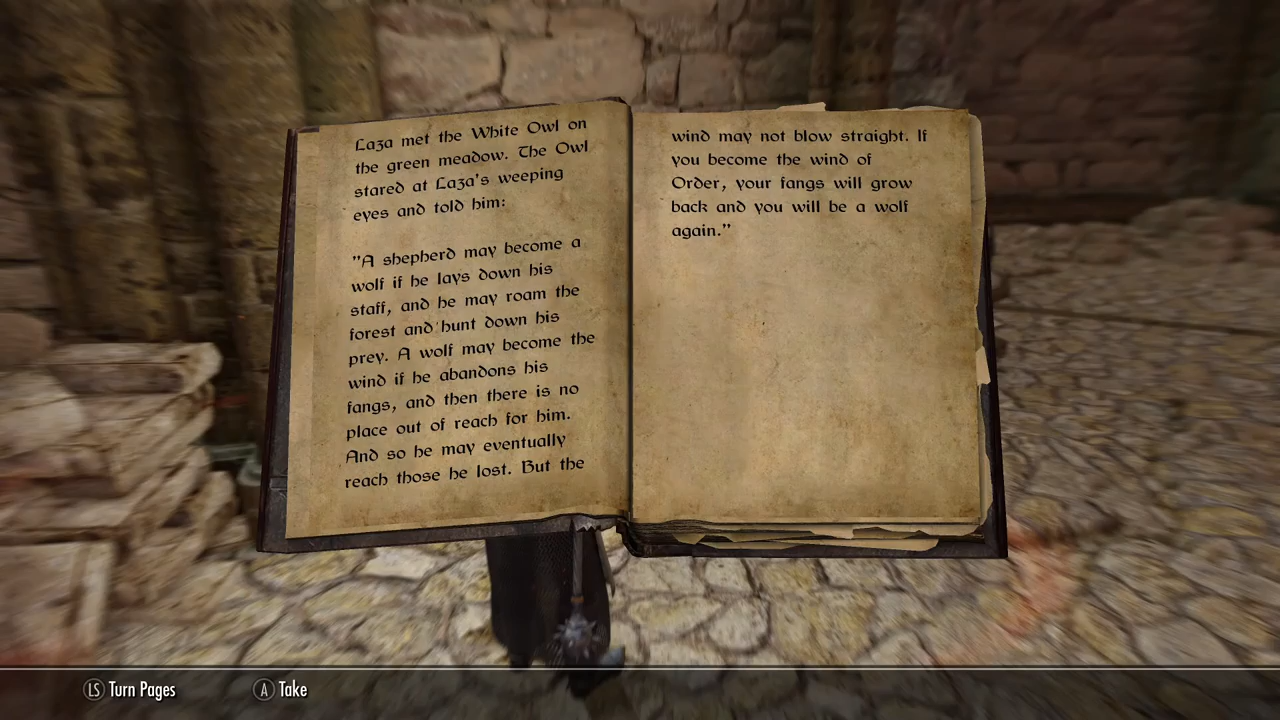 Laza met the White Owl on
the green meadow. The Owl
stared at Laza's weeping
eyes and told him:
"A shepherd may become a
wolf if he lays down his
staff, and he may roam the
forest and hunt down his
prey. A wolf may become the
wind if he abandons his
fangs, and then there is no
place out of reach for him.
And so he may eventually
reach those he lost. But the
wind may not blow straight. If
you become the wind of
Order, your fangs will grow
back and you will be a wolf
again."
LS Turn Pages
A Take